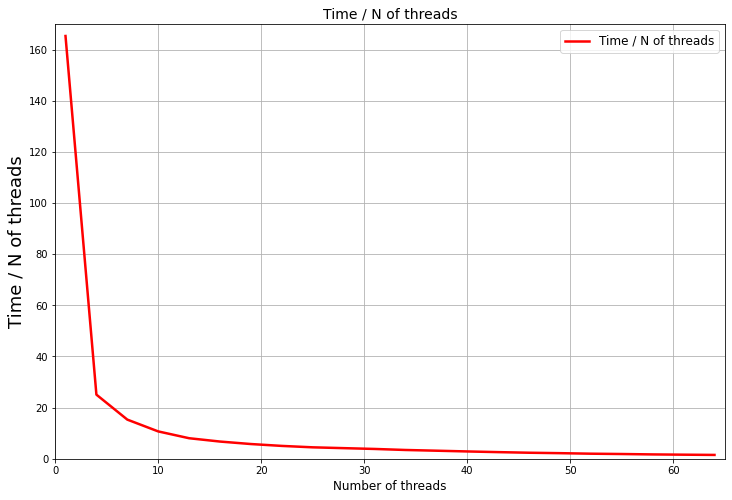 Time / N of threads
Time / N of threads
Time / N of threads
160
140
120
100
80
60
40
20
0
0 10 20 30 40 50 60
Number of threads